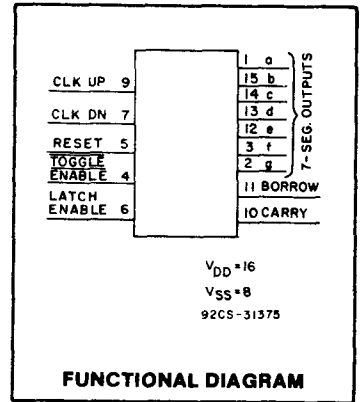 CLK UP 9
CLK DN 7
RESET 5
TOGGLE
ENABLE 4
LATCH
ENABLE 6
1 a
15 b
14 c
13 d
12 e
3 f
2 g
7-SEG. OUTPUTS
11 BORROW
10 CARRY
VDD=16
VSS=8
92CS-31375
FUNCTIONAL DIAGRAM